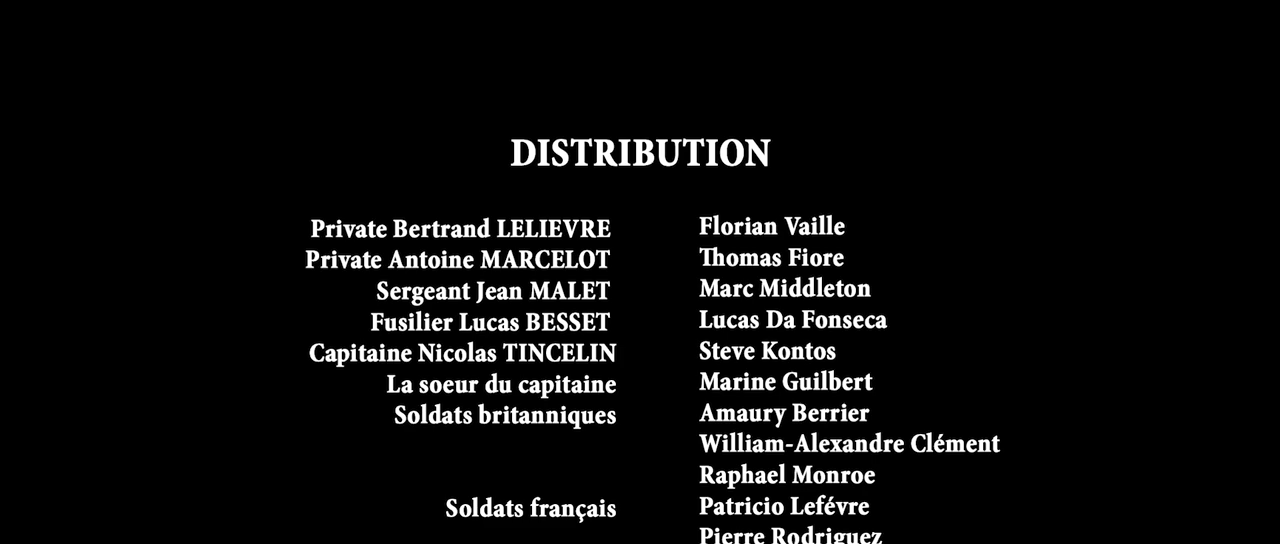 DISTRIBUTION
Private Bertrand LELIEVRE Florian Vaille
Private Antoine MARCELOT Thomas Fiore
Sergeant Jean MALET Marc Middleton
Fusilier Lucas BESSET Lucas Da Fonseca
Capitaine Nicolas TINCELIN Steve Kontos
La soeur du capitaine Marine Guilbert
Soldats britanniques Amaury Berrier
William-Alexandre Clément
Raphael Monroe
Soldats français Patricio Lefévre
Pierre Rodriguez